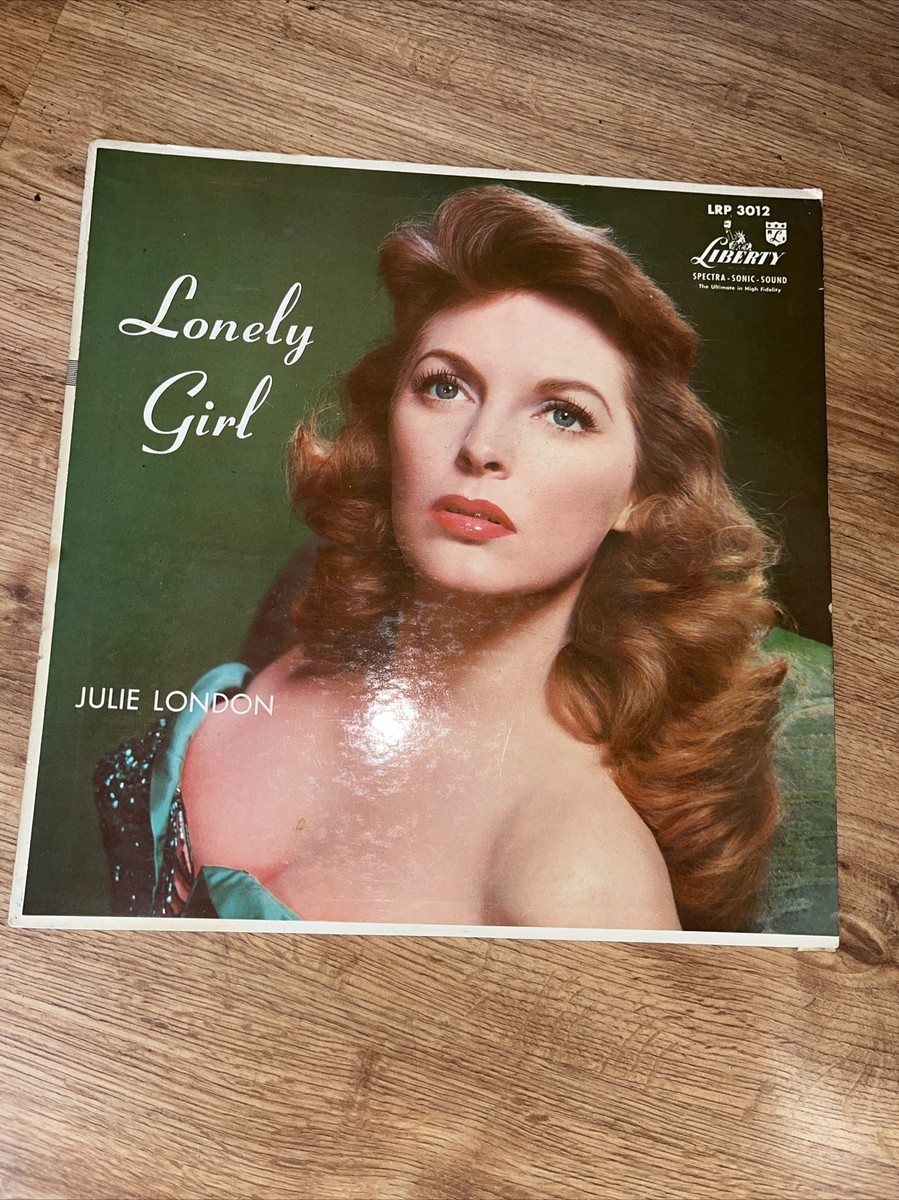 LRP 3012
LIBERTY
SPECTRA-SONIC-SOUND
The Ultimate in High Fidelity
Lonely
Girl
JULIE LONDON